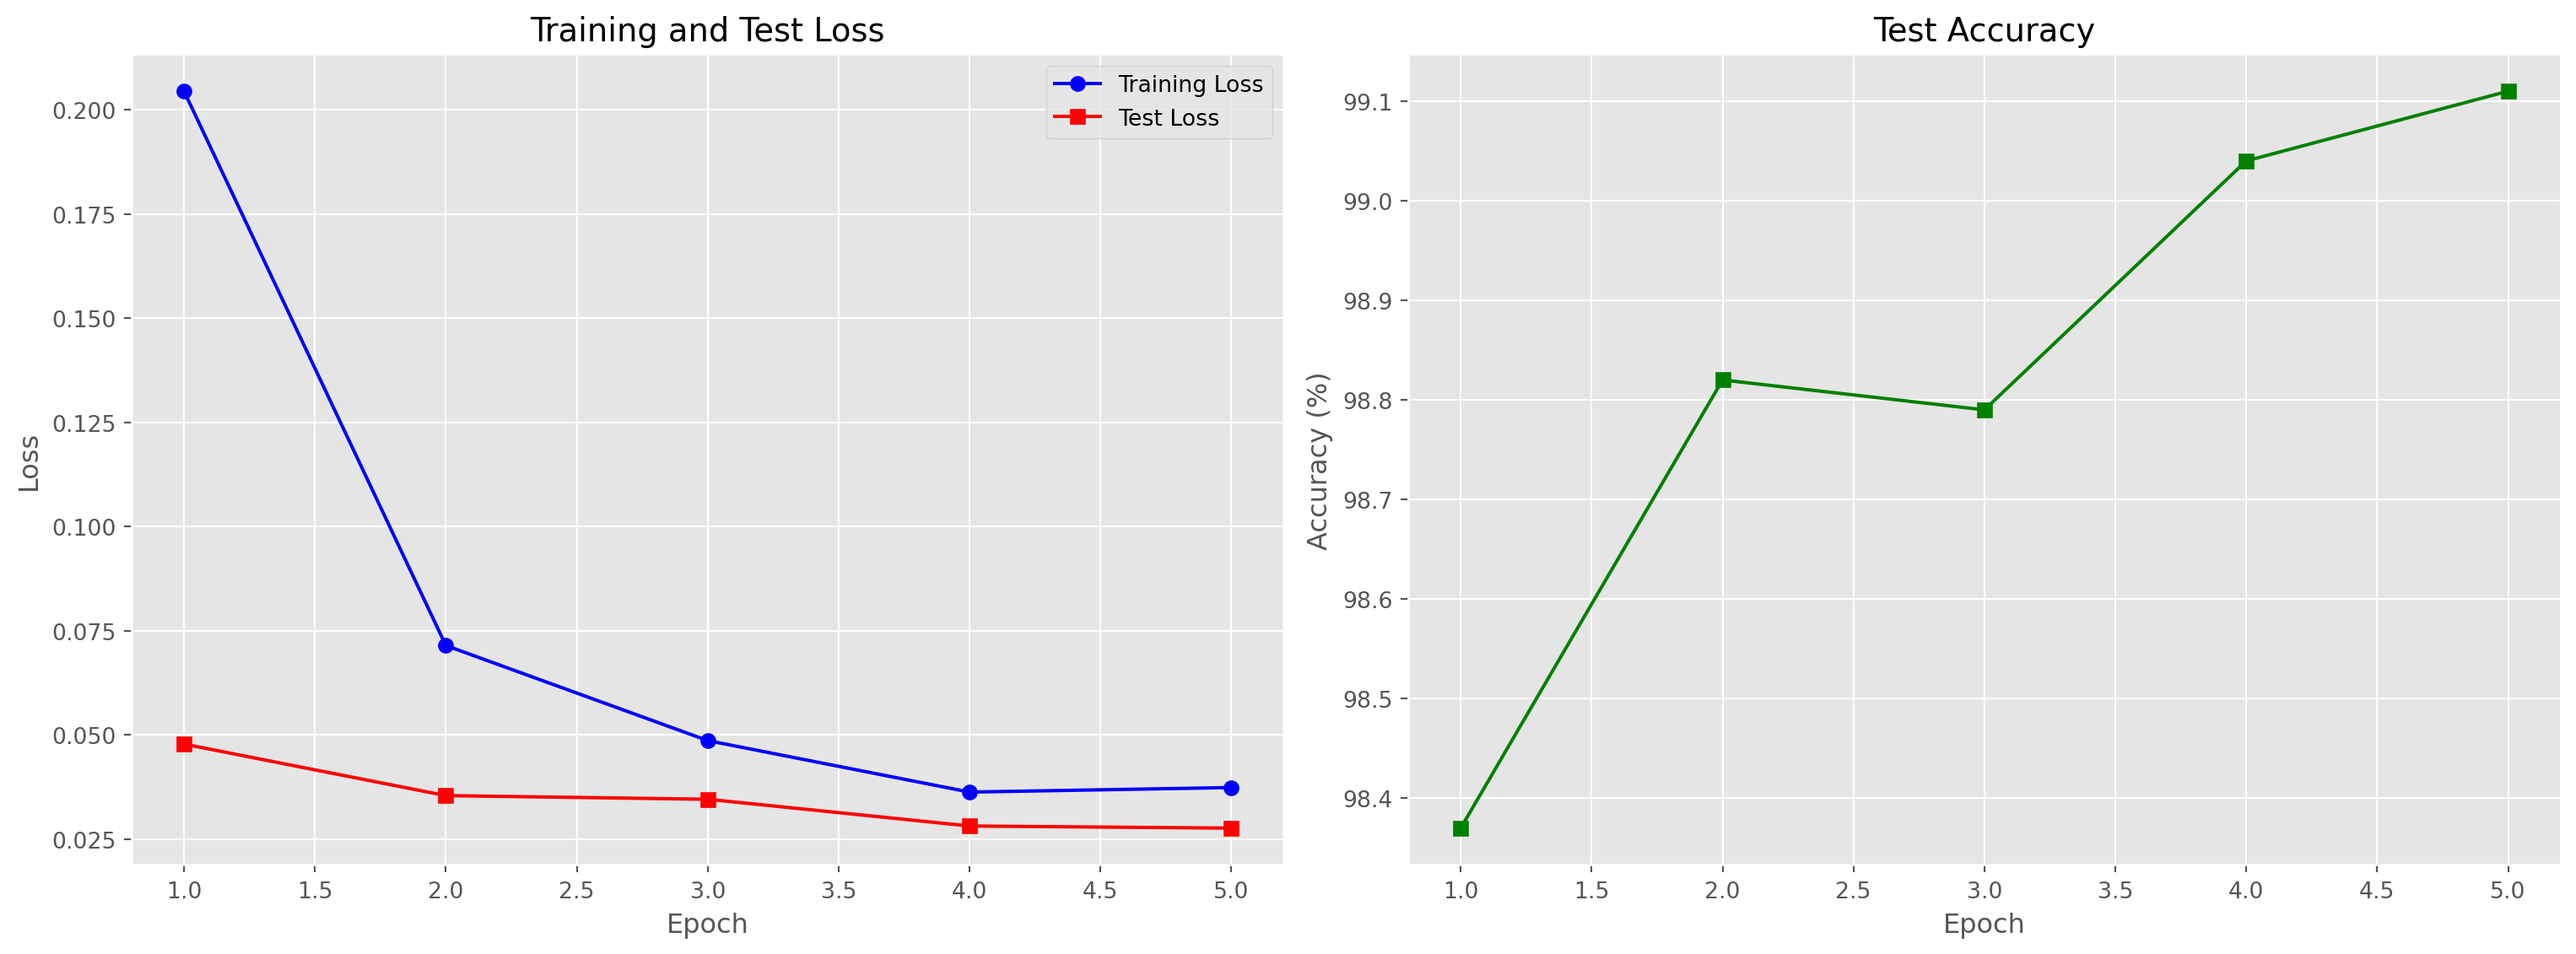 Training and Test Loss
Training Loss
Test Loss
0.200
0.175
0.150
0.125
0.100
0.075
0.050
0.025
Loss
1.0 1.5 2.0 2.5 3.0 3.5 4.0 4.5 5.0
Epoch
Test Accuracy
99.1
99.0
98.9
98.8
98.7
98.6
98.5
98.4
Accuracy (%)
1.0 1.5 2.0 2.5 3.0 3.5 4.0 4.5 5.0
Epoch